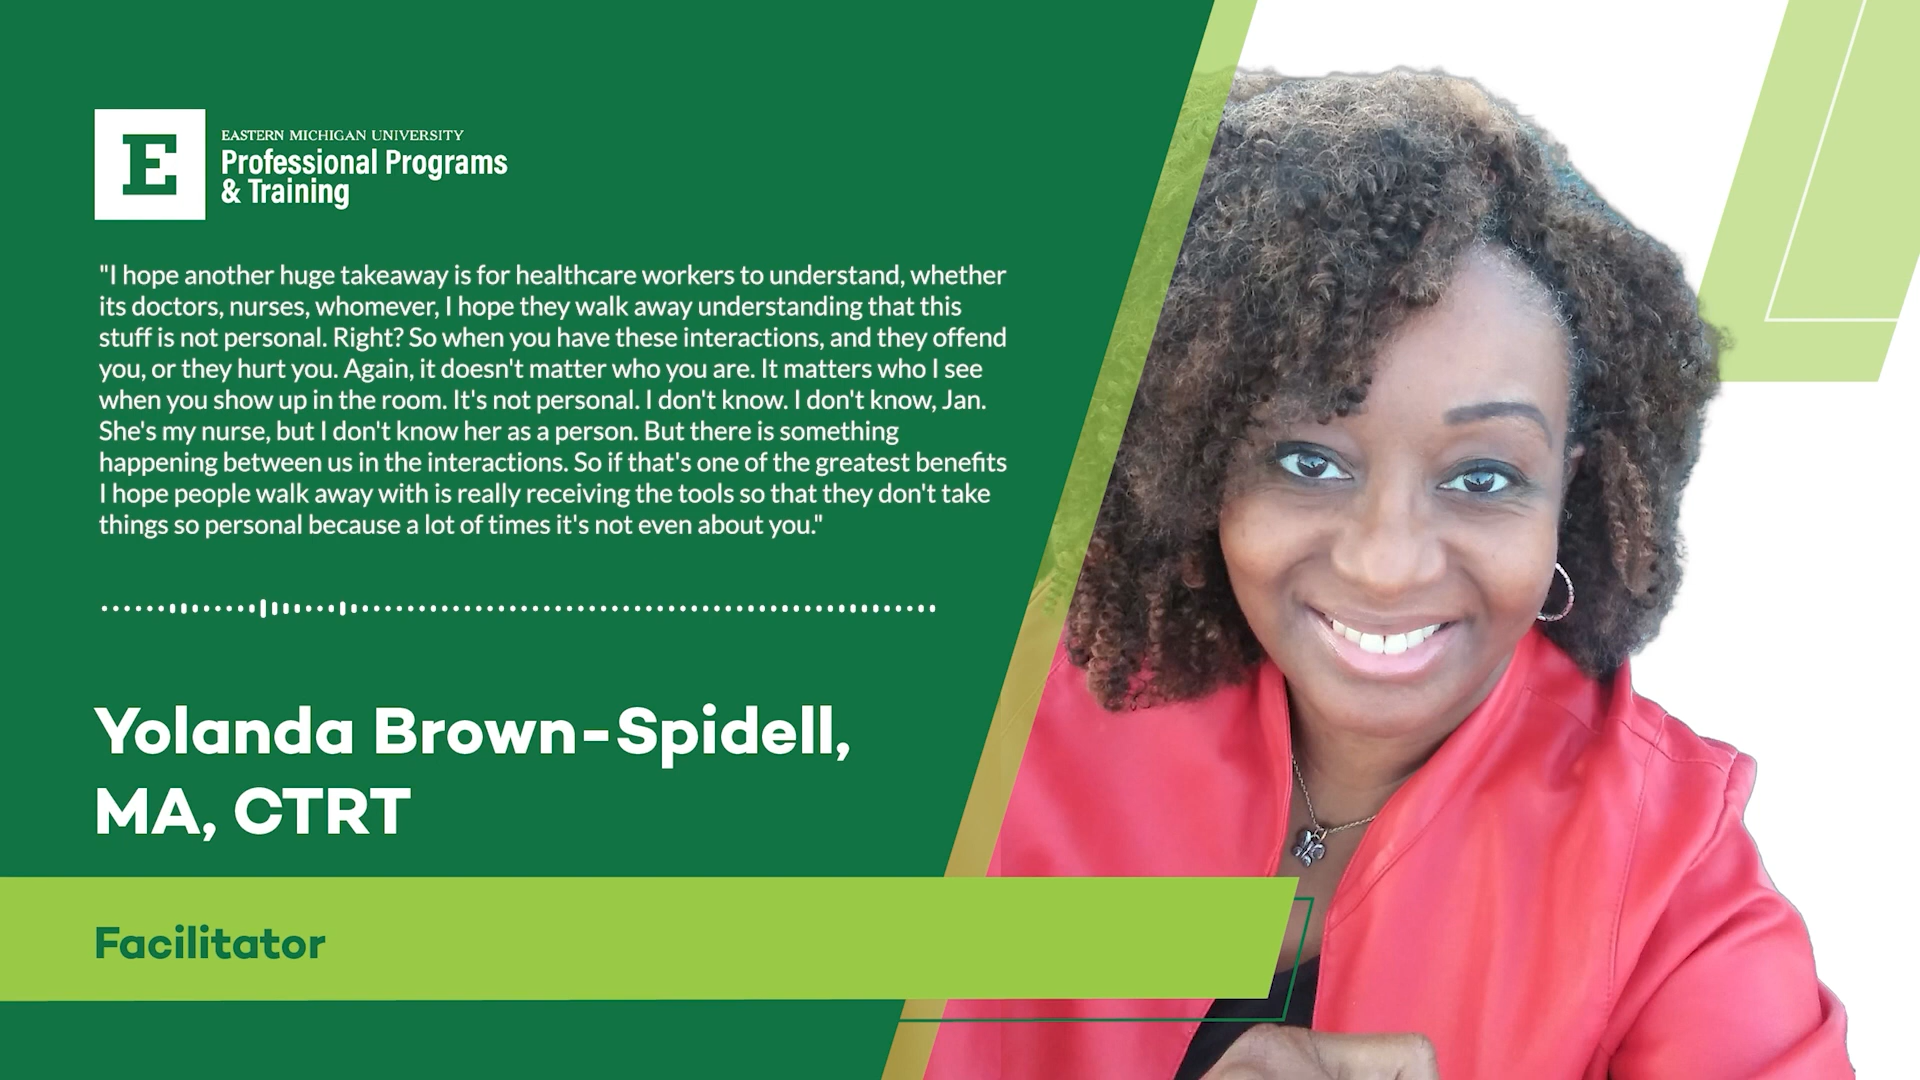 E
EASTERN MICHIGAN UNIVERSITY
Professional Programs
& Training
"I hope another huge takeaway is for healthcare workers to understand, whether
its doctors, nurses, whomever, I hope they walk away understanding that this
stuff is not personal. Right? So when you have these interactions, and they offend
you, or they hurt you. Again, it doesn't matter who you are. It matters who I see
when you show up in the room. It's not personal. I don't know. I don't know, Jan.
She's my nurse, but I don't know her as a person. But there is something
happening between us in the interactions. So if that's one of the greatest benefits
I hope people walk away with is really receiving the tools so that they don't take
things so personal because a lot of times it's not even about you."
Yolanda Brown-Spidell,
MA, CTRT
Facilitator